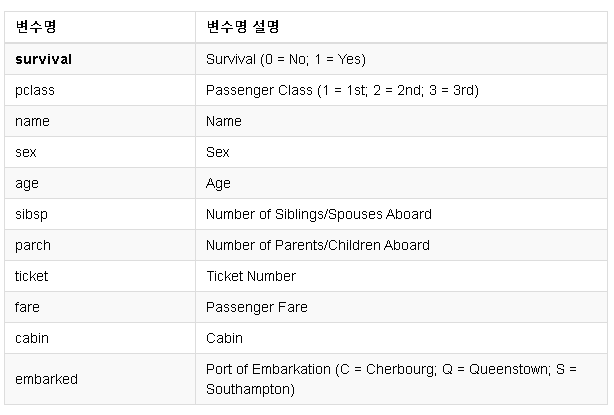 변수명 변수명 설명
survival Survival (0 = No; 1 = Yes)
pclass Passenger Class (1 = 1st; 2 = 2nd; 3 = 3rd)
name Name
sex Sex
age Age
sibsp Number of Siblings/Spouses Aboard
parch Number of Parents/Children Aboard
ticket Ticket Number
fare Passenger Fare
cabin Cabin
embarked Port of Embarkation (C = Cherbourg; Q = Queenstown; S =
Southampton)